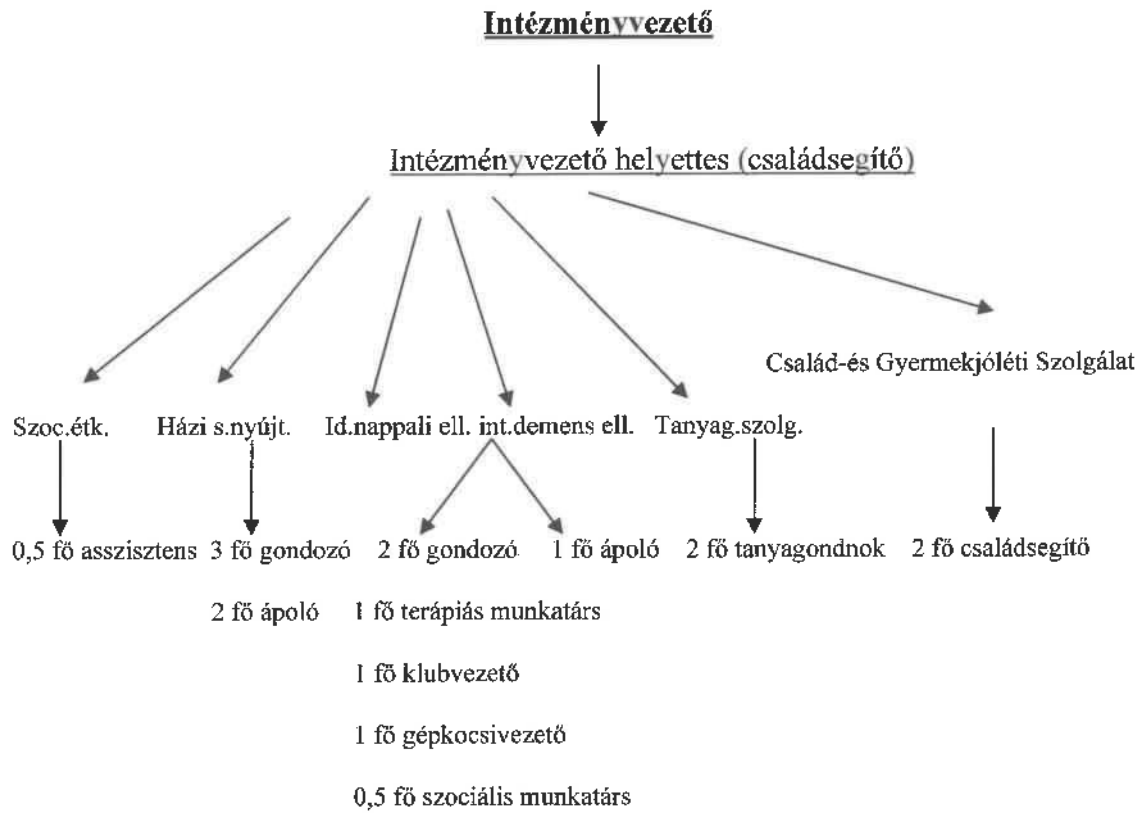 Intézményvezető
Intézményvezető helyettes (családsegítő)
Család-és Gyermekjóléti Szolgálat
Szoc.étk. Házi s.nyújt. Id.nappali ell. int.demens ell. Tanyag.szolg.
0,5 fő asszisztens 3 fő gondozó 2 fő gondozó 1 fő ápoló 2 fő tanyagondnok 2 fő családsegítő
2 fő ápoló 1 fő terápiás munkatárs
1 fő klubvezető
1 fő gépkocsivezető
0,5 fő szociális munkatárs